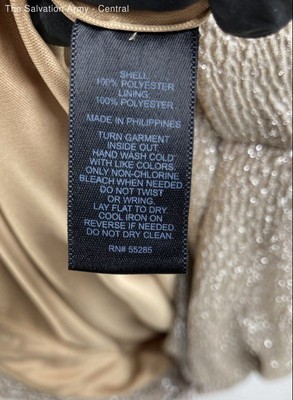 The Salvation Army - Central
SHELL
100% POLYESTER
LINING:
100% POLYESTER
MADE IN PHILIPPINES
TURN GARMENT
INSIDE OUT
HAND WASH COLD
WITH LIKE COLORS.
ONLY NON-CHLORINE
BLEACH WHEN NEEDED.
DO NOT TWIST
OR WRING.
LAY FLAT TO DRY.
COOL IRON ON
REVERSE IF NEEDED.
DO NOT DRY CLEAN.
RN# 55285